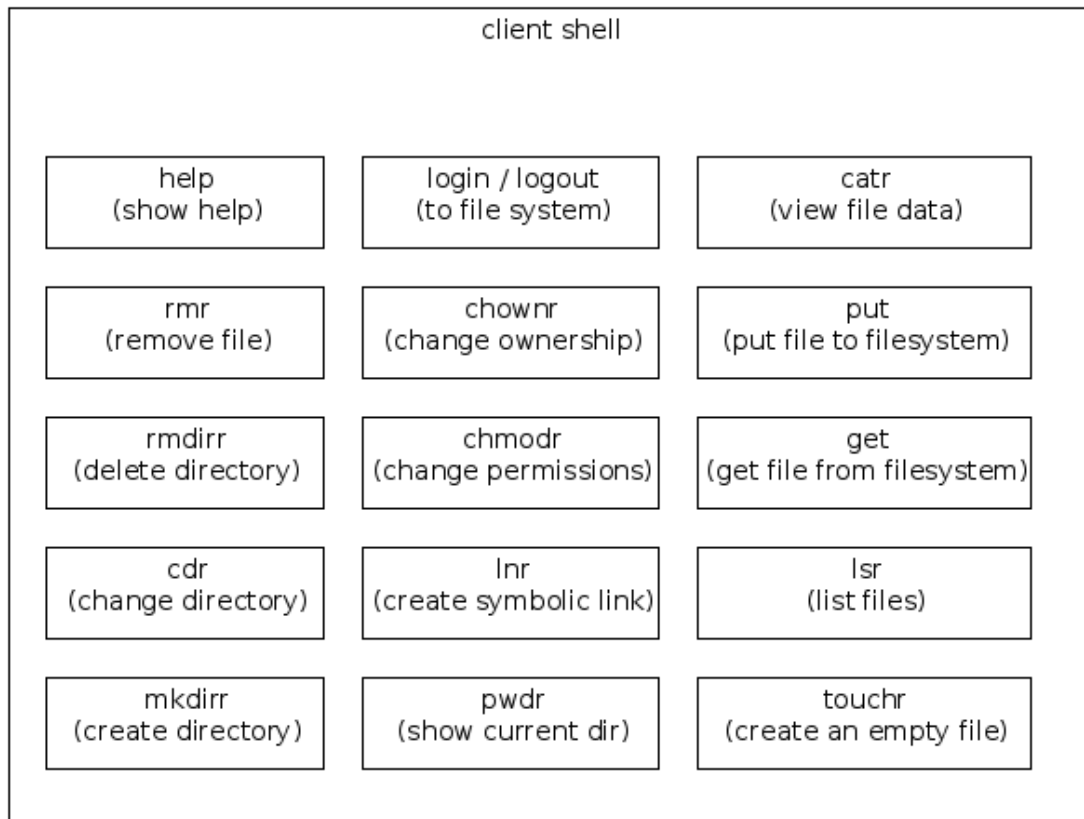 client shell
help
(show help)
login / logout
(to file system)
catr
(view file data)
rmr
(remove file)
chownr
(change ownership)
put
(put file to filesystem)
rmdirr
(delete directory)
chmodr
(change permissions)
get
(get file from filesystem)
cdr
(change directory)
lnr
(create symbolic link)
lsr
(list files)
mkdirr
(create directory)
pwdr
(show current dir)
touchr
(create an empty file)